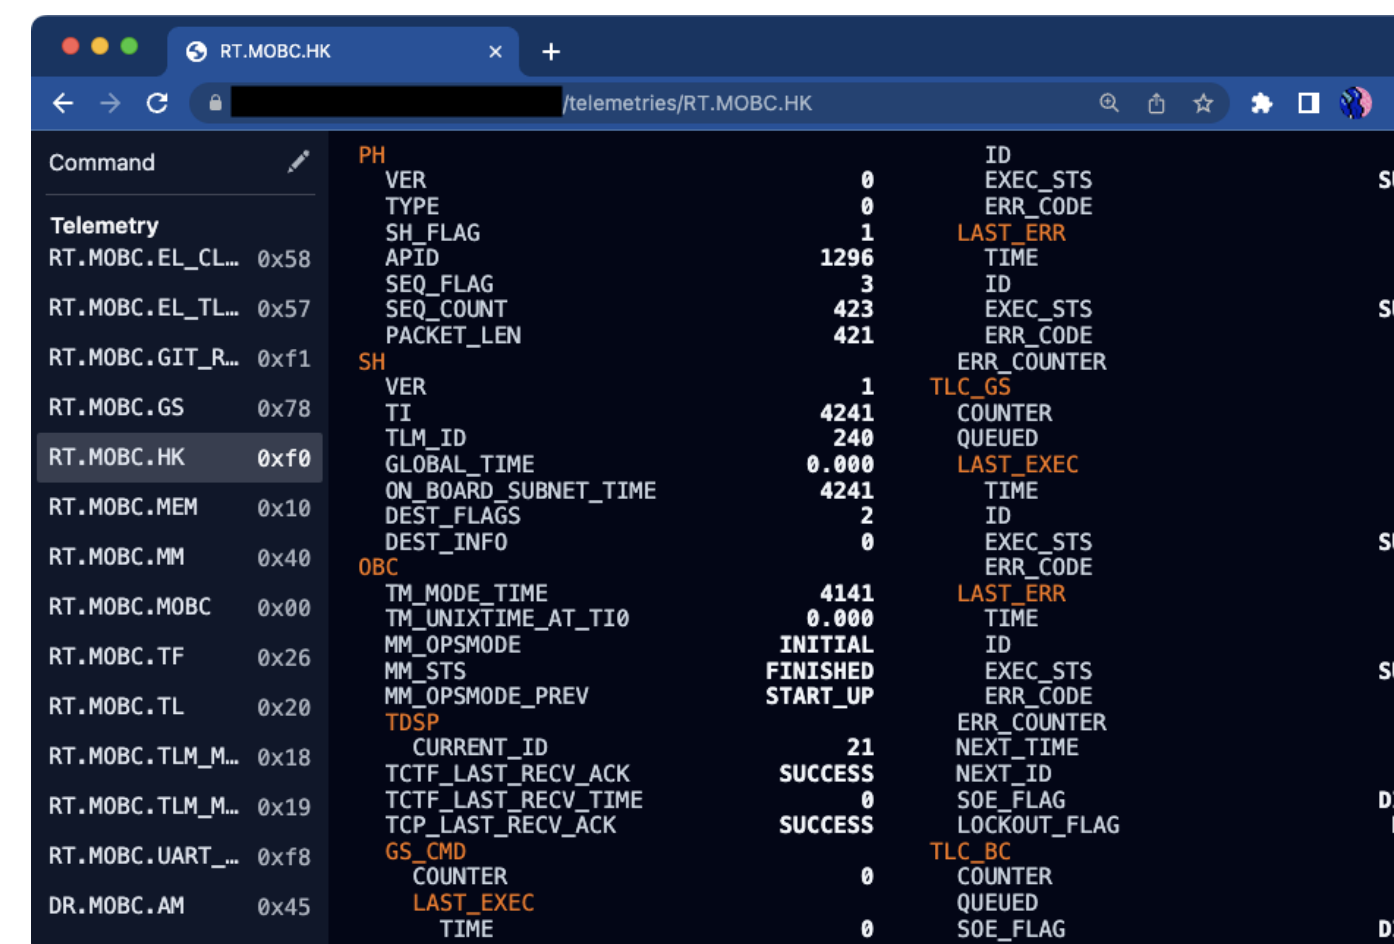 RT.MOBC.HK
/telemetries/RT.MOBC.HK
Command
Telemetry
RT.MOBC.EL_CL… 0x58
RT.MOBC.EL_TL… 0x57
RT.MOBC.GIT_R… 0xf1
RT.MOBC.GS 0x78
RT.MOBC.HK 0xf0
RT.MOBC.MEM 0x10
RT.MOBC.MM 0x40
RT.MOBC.MOBC 0x00
RT.MOBC.TF 0x26
RT.MOBC.TL 0x20
RT.MOBC.TLM_M… 0x18
RT.MOBC.TLM_M… 0x19
RT.MOBC.UART_… 0xf8
DR.MOBC.AM 0x45
PH
VER 0
TYPE 0
SH_FLAG 1
APID 1296
SEQ_FLAG 3
SEQ_COUNT 423
PACKET_LEN 421
SH
VER 1
TI 4241
TLM_ID 240
GLOBAL_TIME 0.000
ON_BOARD_SUBNET_TIME 4241
DEST_FLAGS 2
DEST_INFO 0
OBC
TM_MODE_TIME 4141
TM_UNIXTIME_AT_TI0 0.000
MM_OPSMODE INITIAL
MM_STS FINISHED
MM_OPSMODE_PREV START_UP
TDSP
CURRENT_ID 21
TCTF_LAST_RECV_ACK SUCCESS
TCTF_LAST_RECV_TIME 0
TCP_LAST_RECV_ACK SUCCESS
GS_CMD
COUNTER 0
LAST_EXEC
TIME 0
ID
EXEC_STS
ERR_CODE
LAST_ERR
TIME
ID
EXEC_STS
ERR_CODE
ERR_COUNTER
TLC_GS
COUNTER
QUEUED
LAST_EXEC
TIME
ID
EXEC_STS
ERR_CODE
LAST_ERR
TIME
ID
EXEC_STS
ERR_CODE
ERR_COUNTER
NEXT_TIME
NEXT_ID
SOE_FLAG
LOCKOUT_FLAG
TLC_BC
COUNTER
QUEUED
SOE_FLAG